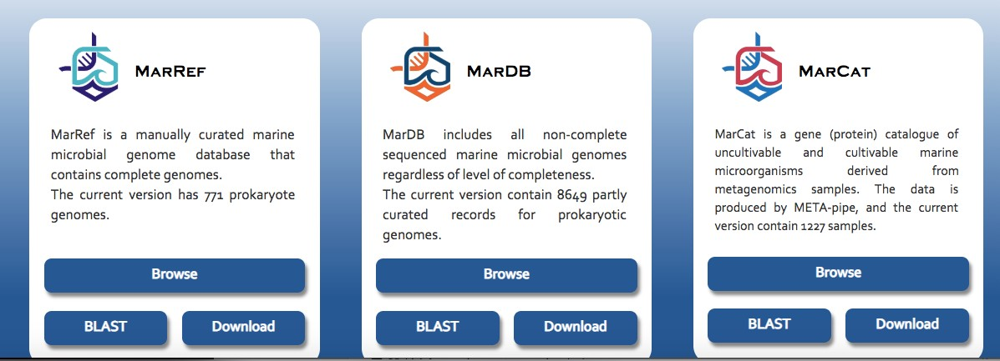 MarRef
MarRef is a manually curated marine
microbial genome database that
contains complete genomes.
The current version has 771 prokaryote
genomes.
Browse
BLAST
Download
MarDB
MarDB includes all non-complete
sequenced marine microbial genomes
regardless of level of completeness.
The current version contain 8649 partly
curated records for prokaryotic
genomes.
Browse
BLAST
Download
MarCat
MarCat is a gene (protein) catalogue of
uncultivable and cultivable marine
microorganisms derived from
metagenomics samples. The data is
produced by META-pipe, and the current
version contain 1227 samples.
Browse
BLAST
Download